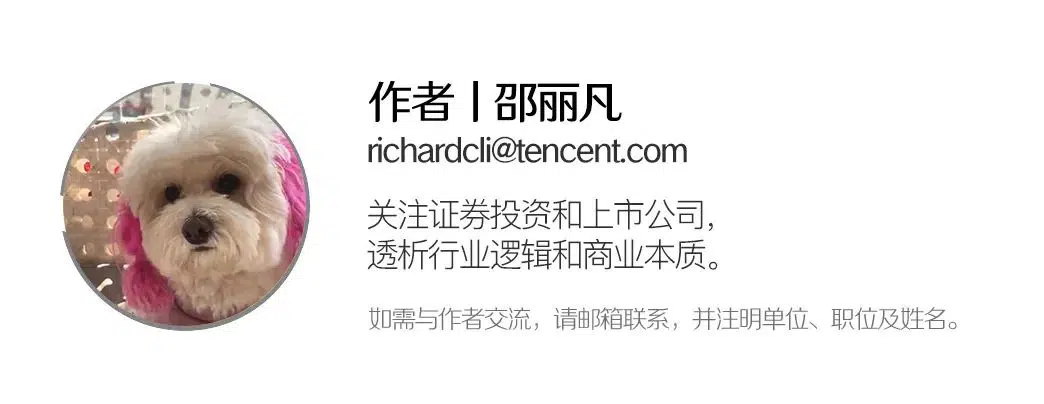 作者 | 邵丽凡
richardcli@tencent.com
关注证券投资和上市公司，
透析行业逻辑和商业本质。
如需与作者交流，请邮箱联系，并注明单位、职位及姓名。